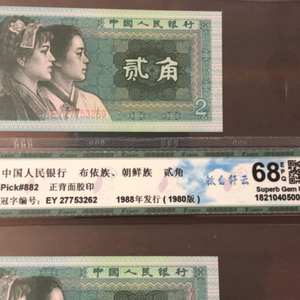 中国人民银行
贰角
2
中国人民银行 布依族、朝鲜族 贰角
Pick#882 正背面胶印
冠字编号: EY 27753262 1988年发行(1980版)
68 EPQ
Superb Gem
1821040500